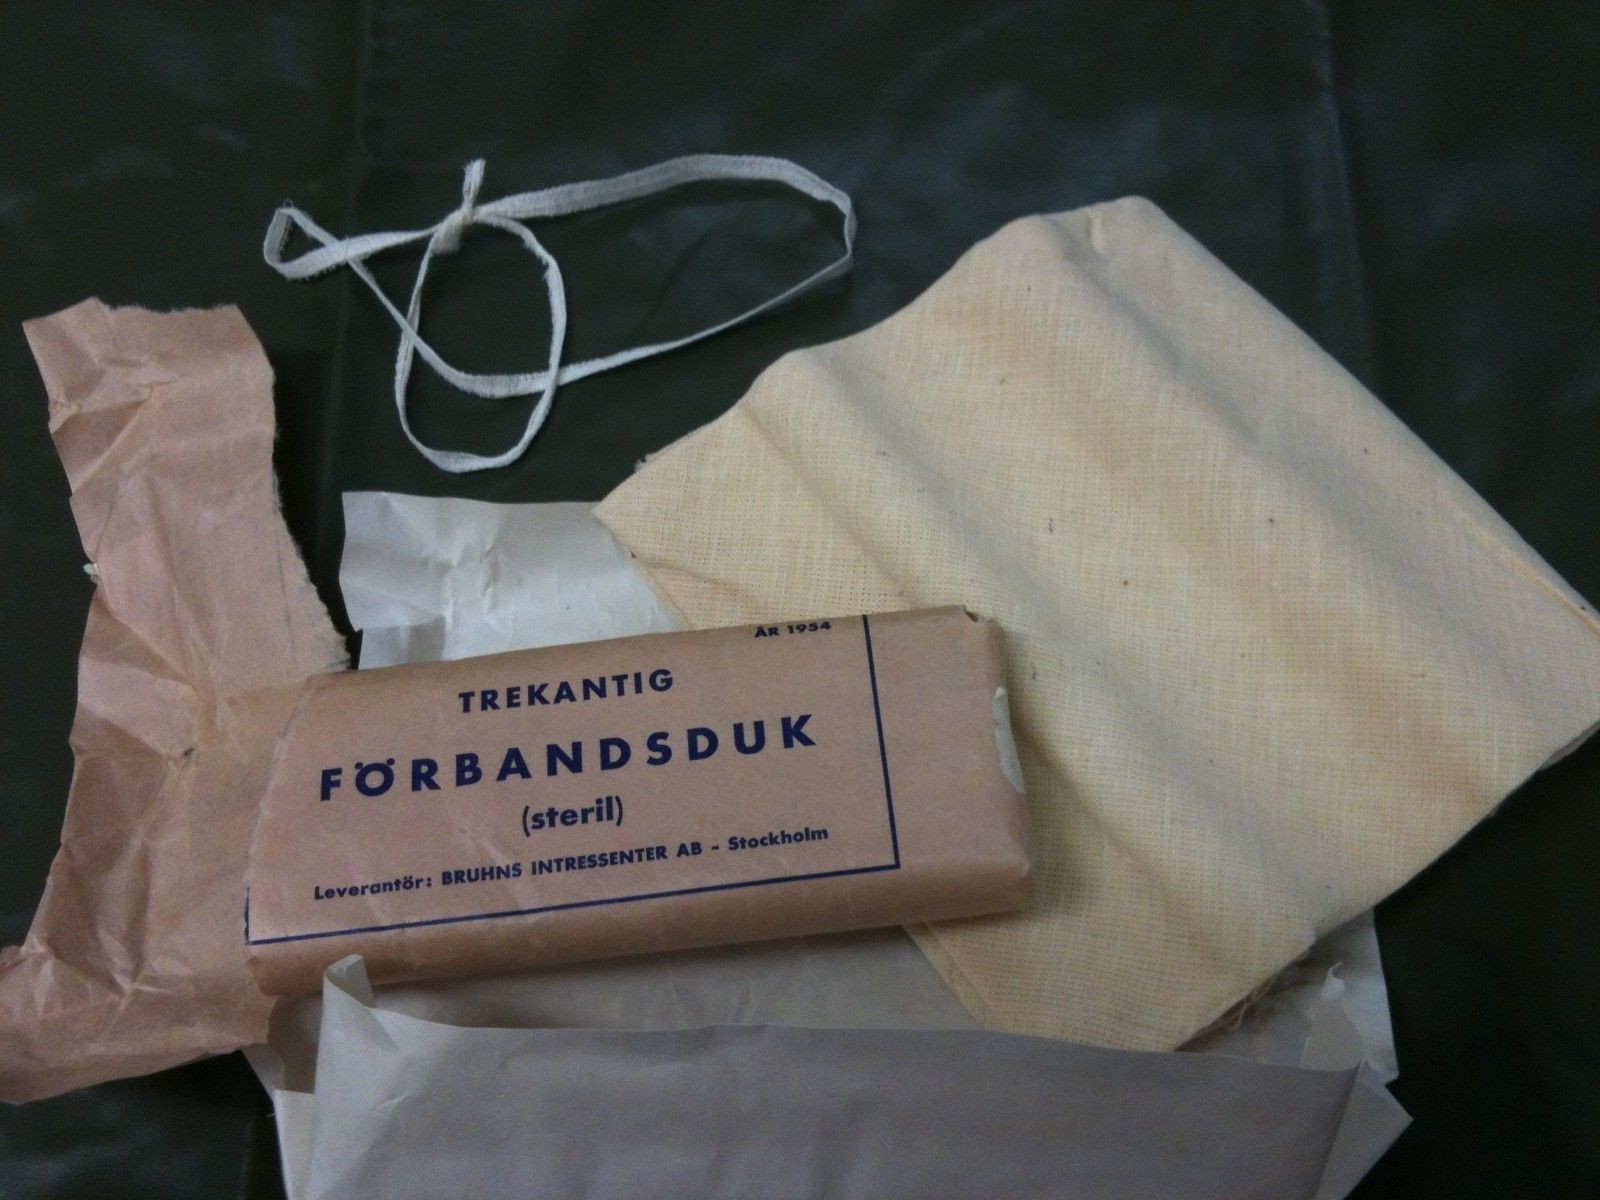 ÅR 1954
TREKANTIG
FÖRBANDSDUK
(steril)
Leverantör: BRUHNS INTRESSENTER AB - Stockholm